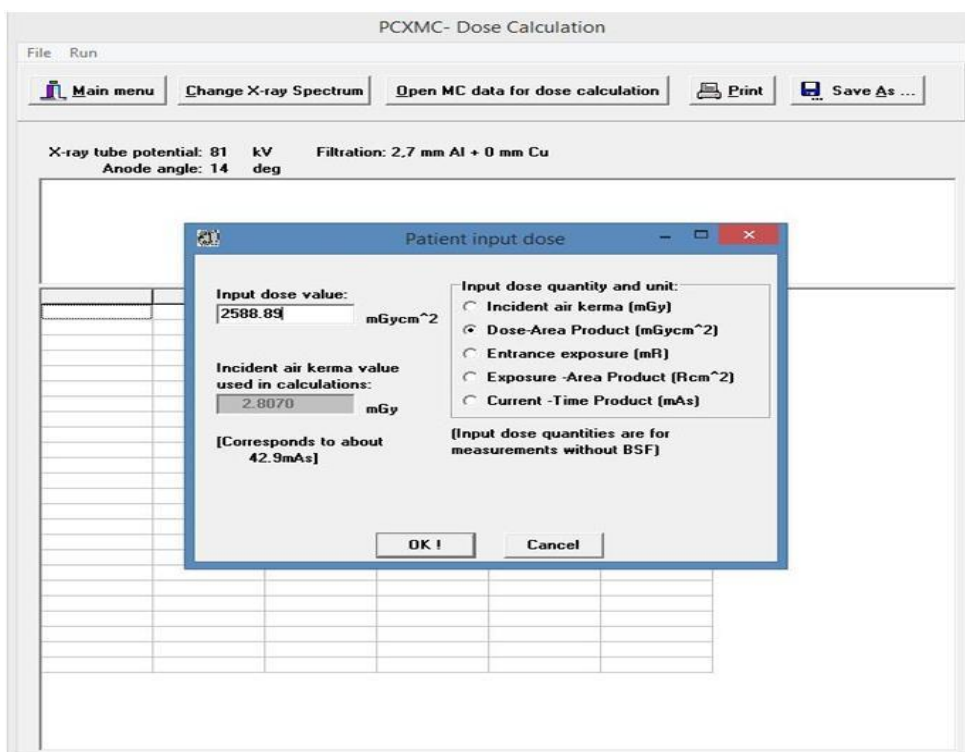 PCXMC- Dose Calculation
File Run
Main menu
Change X-ray Spectrum
Open MC data for dose calculation
Print
Save As ...
X-ray tube potential: 81 kV Filtration: 2,7 mm Al + 0 mm Cu
Anode angle: 14 deg
Patient input dose
Input dose value:
2588.89 mGycm^2
Incident air kerma value
used in calculations:
2.8070 mGy
[Corresponds to about
42.9mAs]
Input dose quantity and unit:
Incident air kerma (mGy)
Dose-Area Product (mGycm^2)
Entrance exposure (mR)
Exposure -Area Product (Rcm^2)
Current -Time Product (mAs)
(Input dose quantities are for
measurements without BSF)
OK !
Cancel